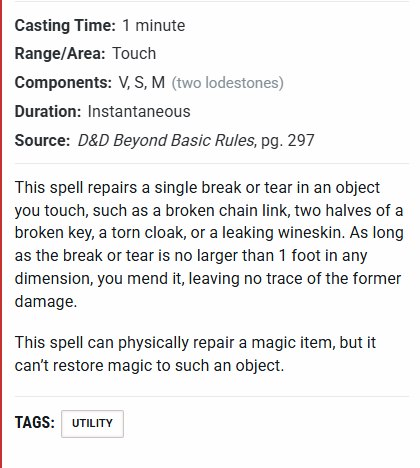 Casting Time: 1 minute
Range/Area: Touch
Components: V, S, M (two lodestones)
Duration: Instantaneous
Source: D&D Beyond Basic Rules, pg. 297
This spell repairs a single break or tear in an object
you touch, such as a broken chain link, two halves of a
broken key, a torn cloak, or a leaking wineskin. As long
as the break or tear is no larger than 1 foot in any
dimension, you mend it, leaving no trace of the former
damage.
This spell can physically repair a magic item, but it
can’t restore magic to such an object.
TAGS: UTILITY